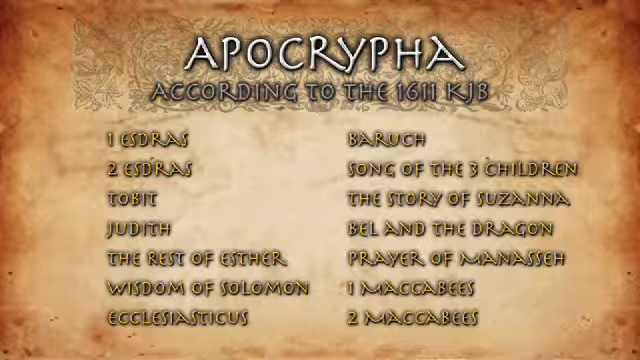 APOCRYPHA
ACCORDING TO THE 1611 KJB
1 ESDRAS
2 ESDRAS
TOBIT
JUDITH
THE REST OF ESTHER
WISDOM OF SOLOMON
ECCLESIASTICUS
BARUCH
SONG OF THE 3 CHILDREN
THE STORY OF SUZANNA
BEL AND THE DRAGON
PRAYER OF MANASSEH
1 MACCABEES
2 MACCABEES